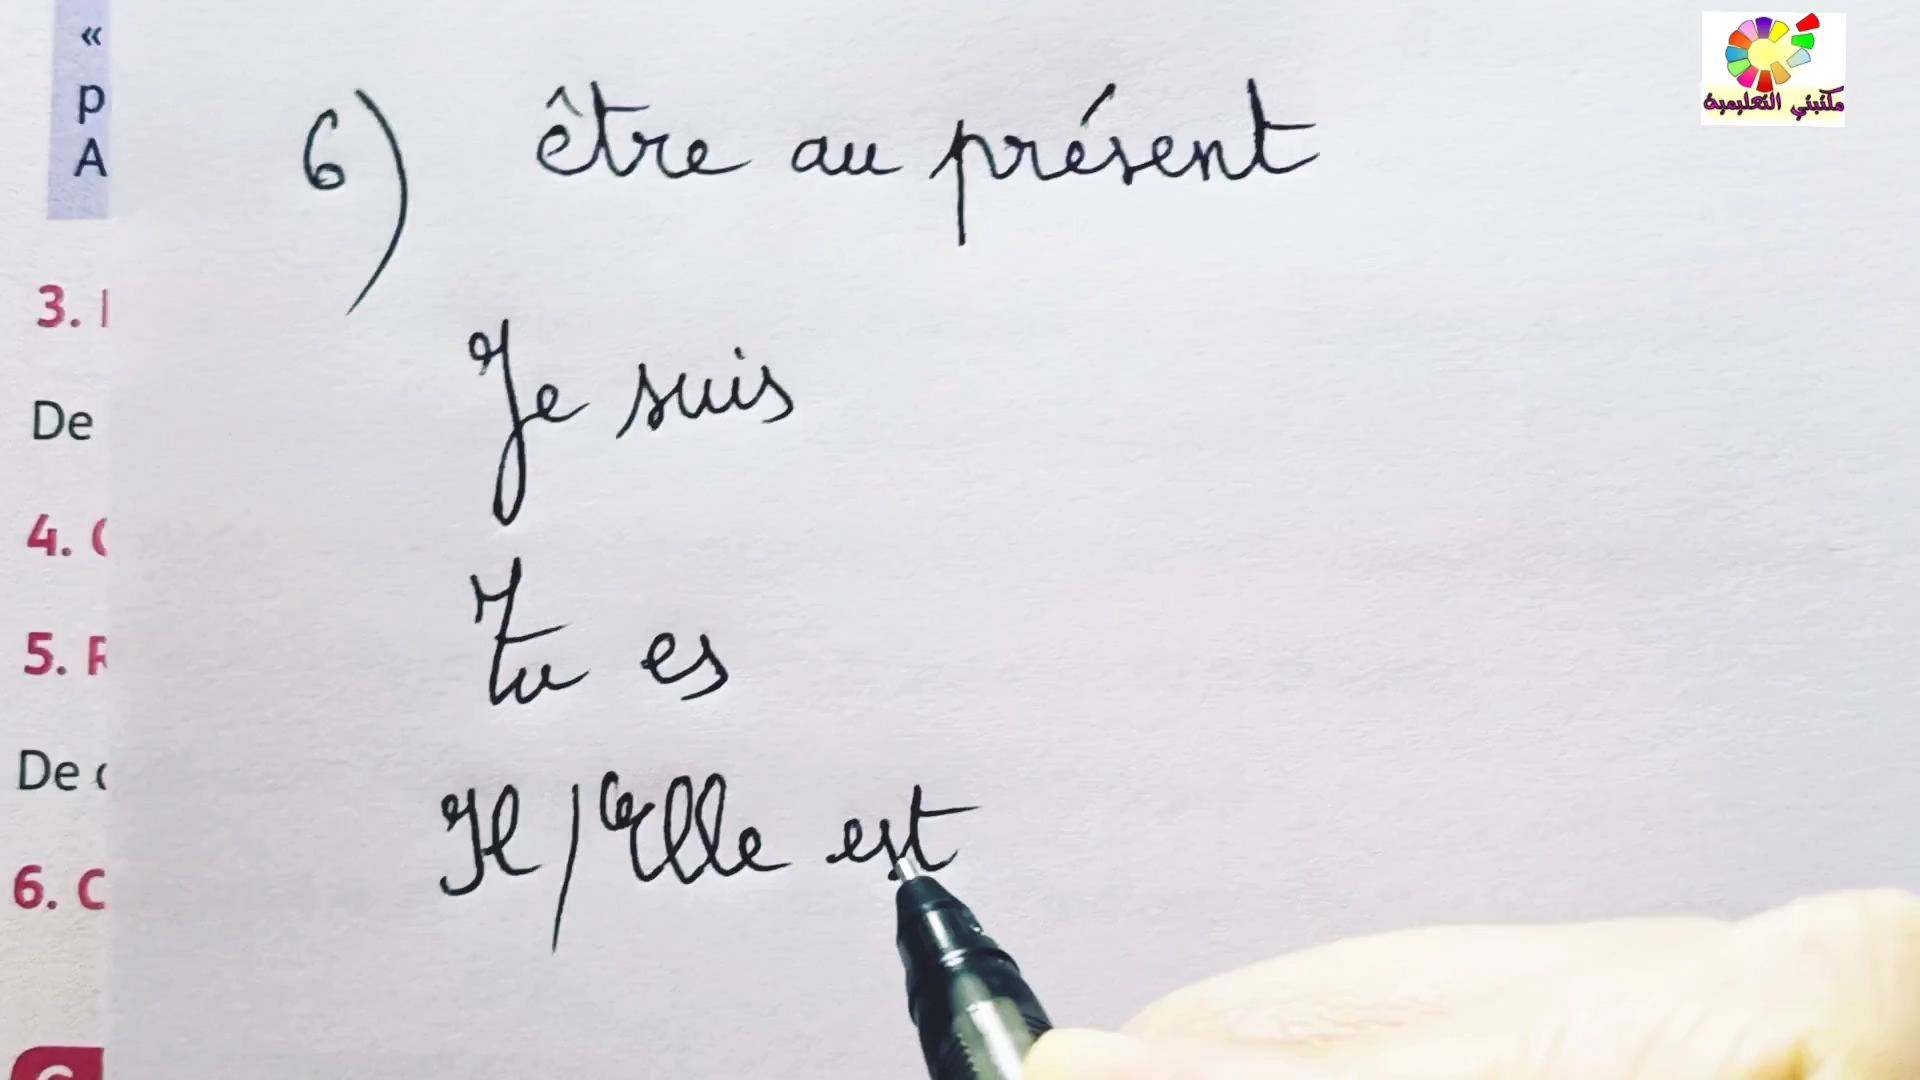 «
p
A
3.
De
4.
5. R
De
6. C
6) être au présent
Je suis
Tu es
Il / Elle est
مكتبتي التعليمية